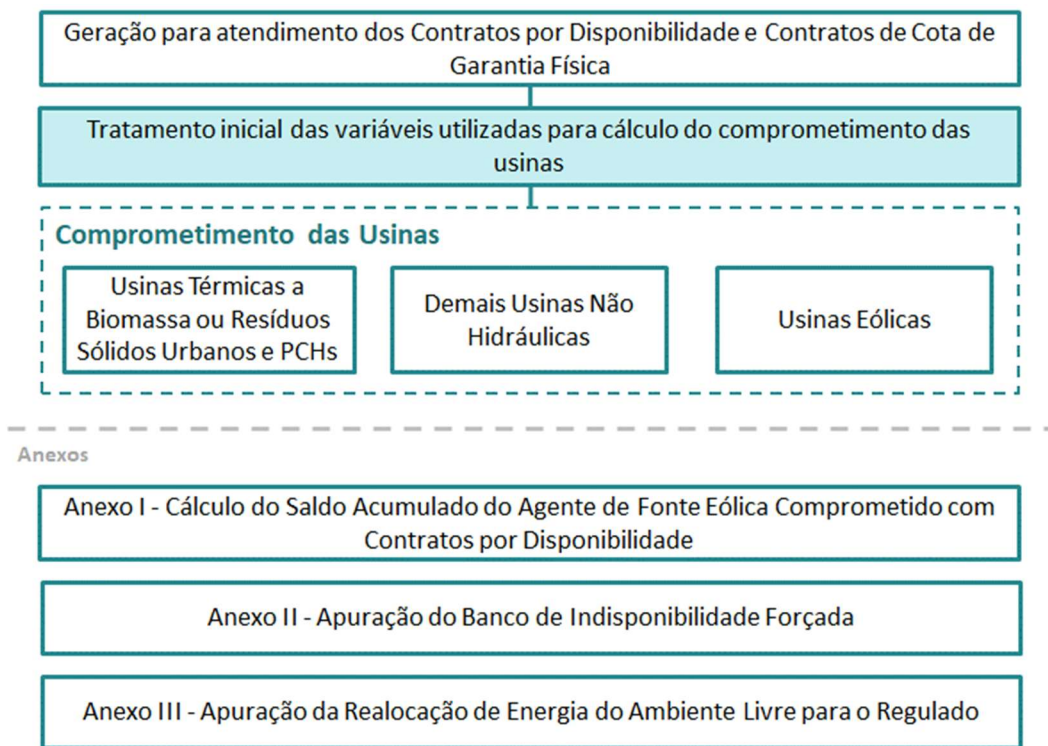 Geração para atendimento dos Contratos por Disponibilidade e Contratos de Cota de
Garantia Física
Tratamento inicial das variáveis utilizadas para cálculo do comprometimento das
usinas
Comprometimento das Usinas
Usinas Térmicas a
Biomassa ou Resíduos
Sólidos Urbanos e PCHs
Demais Usinas Não
Hidráulicas
Usinas Eólicas
Anexos
Anexo I - Cálculo do Saldo Acumulado do Agente de Fonte Eólica Comprometido com
Contratos por Disponibilidade
Anexo II - Apuração do Banco de Indisponibilidade Forçada
Anexo III - Apuração da Realocação de Energia do Ambiente Livre para o Regulado